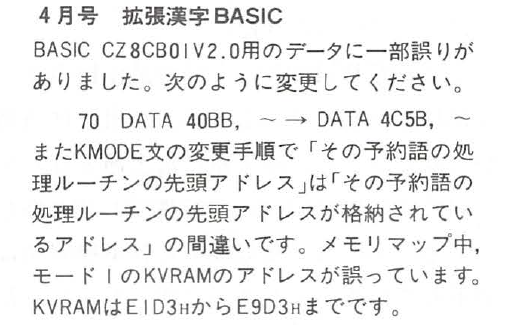 4月号　拡張漢字BASIC
BASIC CZ8CB01V2.0用のデータに一部誤りが
ありました。次のように変更してください。
70　DATA 40BB，～→DATA 4C5B，～
またKMODE文の変更手順で「その予約語の処
理ルーチンの先頭アドレス」は「その予約語の
処理ルーチンの先頭アドレスが格納されてい
るアドレス」の間違いです。メモリマップ中，
モード1のKVRAMのアドレスが誤っています。
KVRAMはE1D3HからE9D3Hまでです。